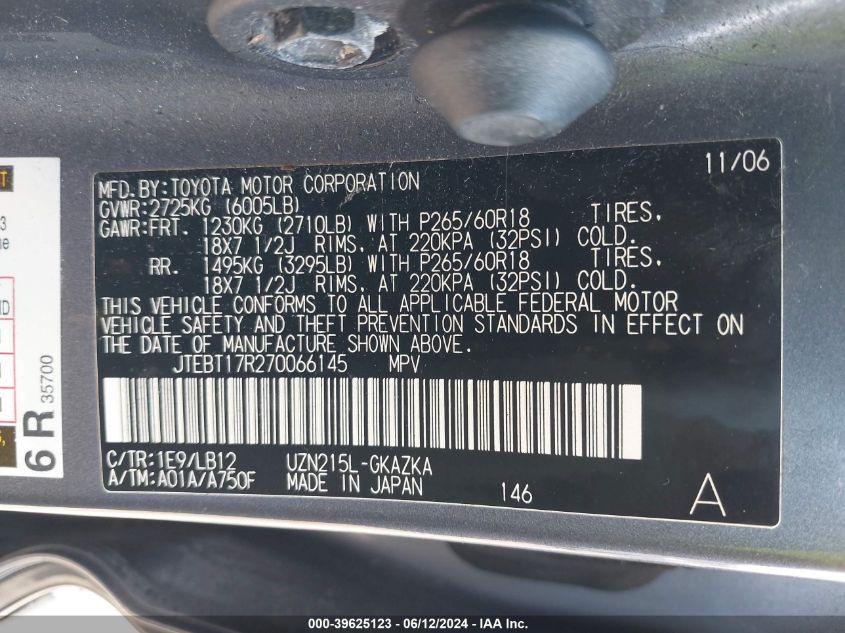 11/06
MFD. BY: TOYOTA MOTOR CORPORATION
GVWR: 2725KG (6005LB)
GAWR: FRT. 1230KG (2710LB) WITH P265/60R18 TIRES,
18X7 1/2J RIMS, AT 220KPA (32PSI) COLD.
RR. 1495KG (3295LB) WITH P265/60R18 TIRES,
18X7 1/2J RIMS, AT 220KPA (32PSI) COLD.
THIS VEHICLE CONFORMS TO ALL APPLICABLE FEDERAL MOTOR
VEHICLE SAFETY AND THEFT PREVENTION STANDARDS IN EFFECT ON
THE DATE OF MANUFACTURE SHOWN ABOVE.
JTEBT17R270066145 MPV
C/TR: 1E9/LB12 UZN215L-GKAZKA
A/TM: A01A/A750F MADE IN JAPAN 146 A
6 R
35700
000-39625123 - 06/12/2024 - IAA Inc.